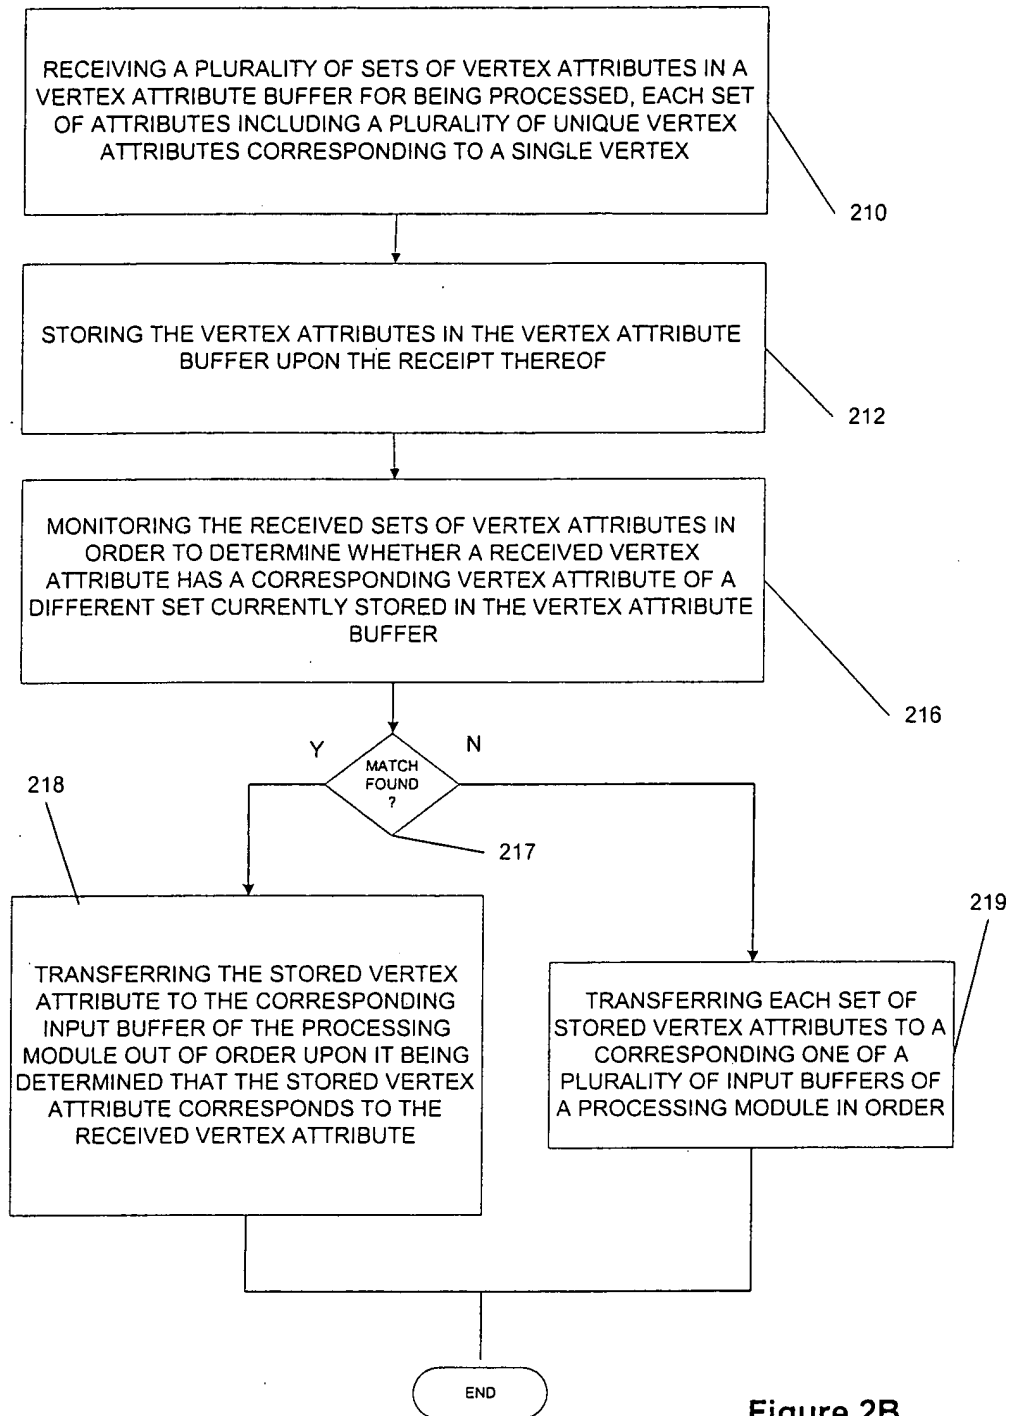 RECEIVING A PLURALITY OF SETS OF VERTEX ATTRIBUTES IN A
VERTEX ATTRIBUTE BUFFER FOR BEING PROCESSED, EACH SET
OF ATTRIBUTES INCLUDING A PLURALITY OF UNIQUE VERTEX
ATTRIBUTES CORRESPONDING TO A SINGLE VERTEX
210
STORING THE VERTEX ATTRIBUTES IN THE VERTEX ATTRIBUTE
BUFFER UPON THE RECEIPT THEREOF
212
MONITORING THE RECEIVED SETS OF VERTEX ATTRIBUTES IN
ORDER TO DETERMINE WHETHER A RECEIVED VERTEX
ATTRIBUTE HAS A CORRESPONDING VERTEX ATTRIBUTE OF A
DIFFERENT SET CURRENTLY STORED IN THE VERTEX ATTRIBUTE
BUFFER
216
Y
N
MATCH
FOUND
?
217
218
TRANSFERRING THE STORED VERTEX
ATTRIBUTE TO THE CORRESPONDING
INPUT BUFFER OF THE PROCESSING
MODULE OUT OF ORDER UPON IT BEING
DETERMINED THAT THE STORED VERTEX
ATTRIBUTE CORRESPONDS TO THE
RECEIVED VERTEX ATTRIBUTE
219
TRANSFERRING EACH SET OF
STORED VERTEX ATTRIBUTES TO A
CORRESPONDING ONE OF A
PLURALITY OF INPUT BUFFERS OF
A PROCESSING MODULE IN ORDER
END
Figure 2B